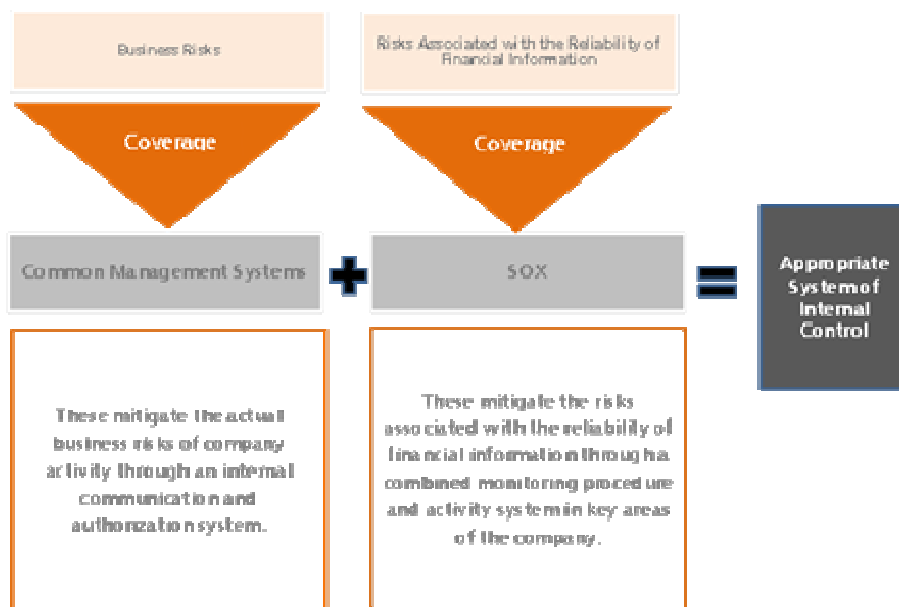 Business Risks
Risks Associated with the Reliability of
Financial Information
Coverage
Coverage
Common Management Systems
+
SOX
=
Appropriate
System of
Internal
Control
These mitigate the actual
business risks of company
activity through an internal
communication and
authorization system.
These mitigate the risks
associated with the reliability of
financial information through a
combined monitoring procedure
and activity system in key areas
of the company.